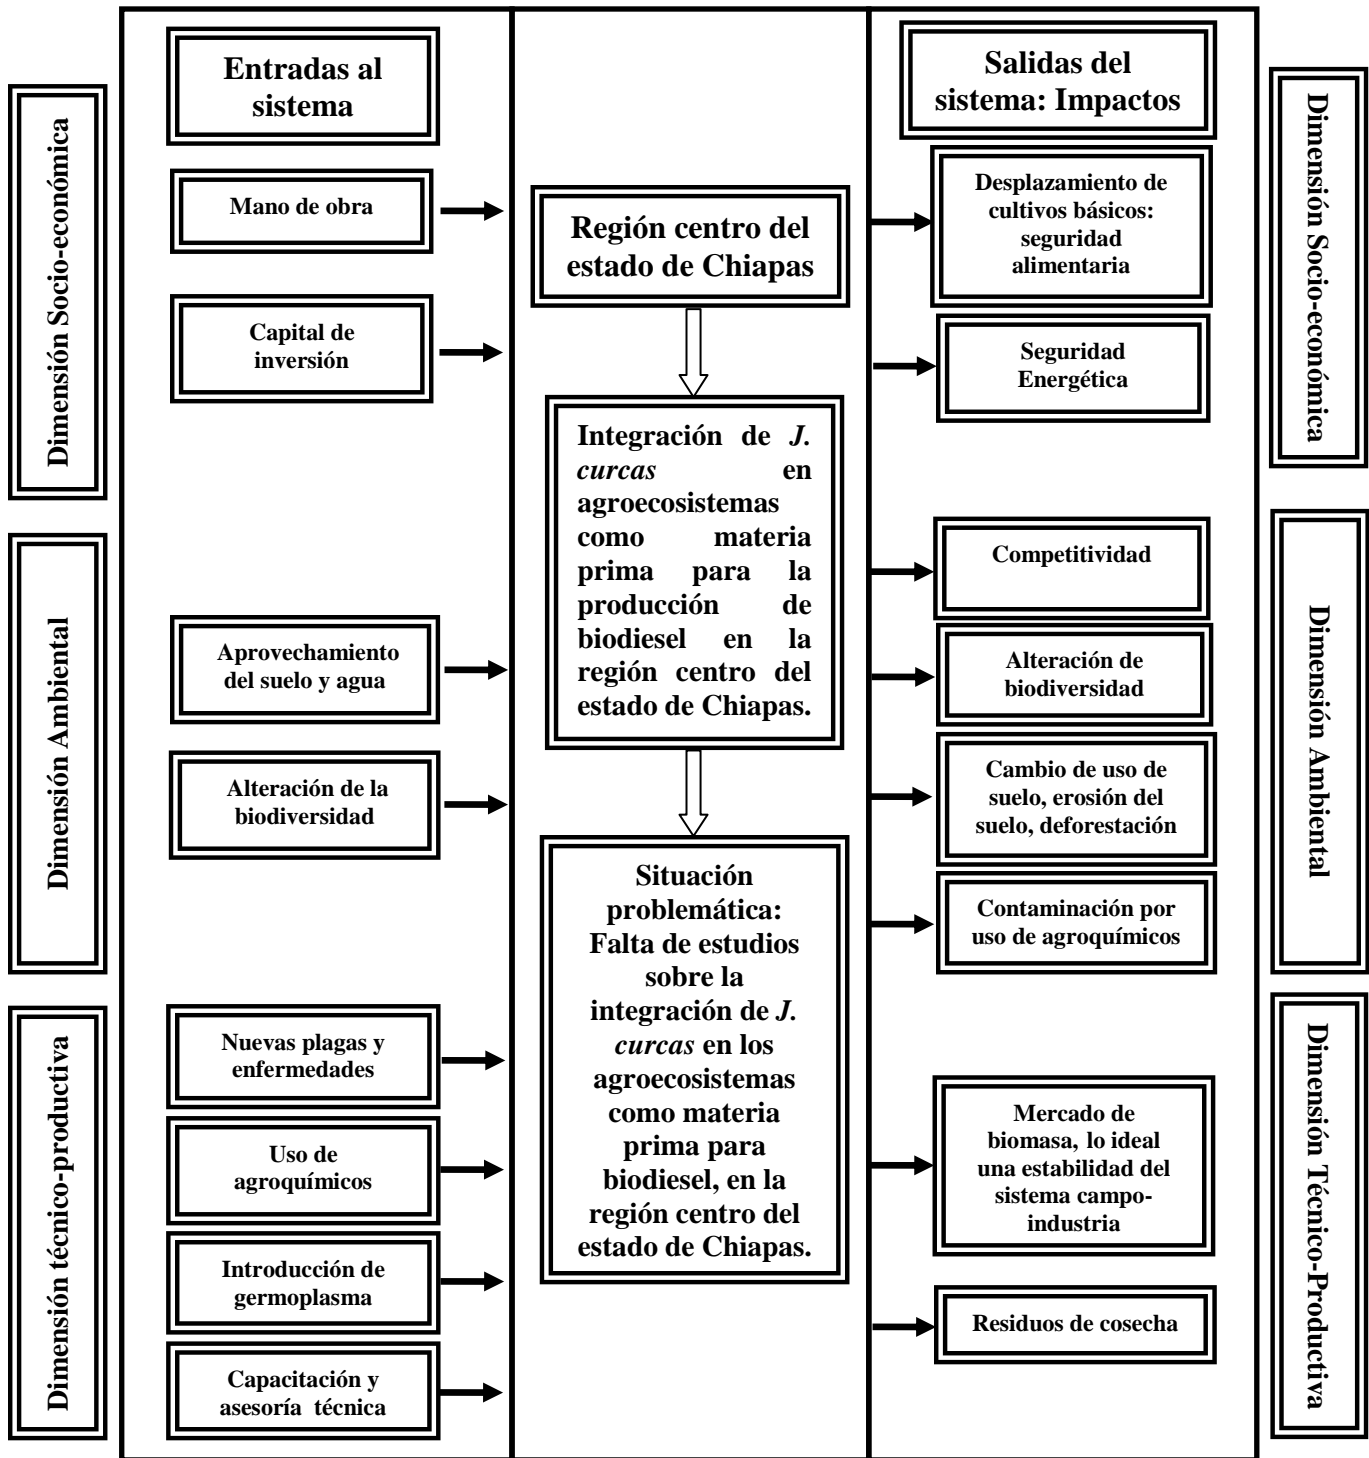 Dimensión Socio-económica
Dimensión Ambiental
Dimensión técnico-productiva
Entradas al
sistema
Mano de obra
Capital de
inversión
Aprovechamiento
del suelo y agua
Alteración de la
biodiversidad
Nuevas plagas y
enfermedades
Uso de
agroquímicos
Introducción de
germoplasma
Capacitación y
asesoría técnica
Región centro del
estado de Chiapas
Integración de J.
curcas en
agroecosistemas
como materia
prima para la
producción de
biodiesel en la
región centro del
estado de Chiapas.
Situación
problemática:
Falta de estudios
sobre la
integración de J.
curcas en los
agroecosistemas
como materia
prima para
biodiesel, en la
región centro del
estado de Chiapas.
Salidas del
sistema: Impactos
Desplazamiento de
cultivos básicos:
seguridad
alimentaria
Seguridad
Energética
Competitividad
Alteración de
biodiversidad
Cambio de uso de
suelo, erosión del
suelo, deforestación
Contaminación por
uso de agroquímicos
Mercado de
biomasa, lo ideal
una estabilidad del
sistema campo-
industria
Residuos de cosecha
Dimensión Socio-económica
Dimensión Ambiental
Dimensión Técnico-Productiva